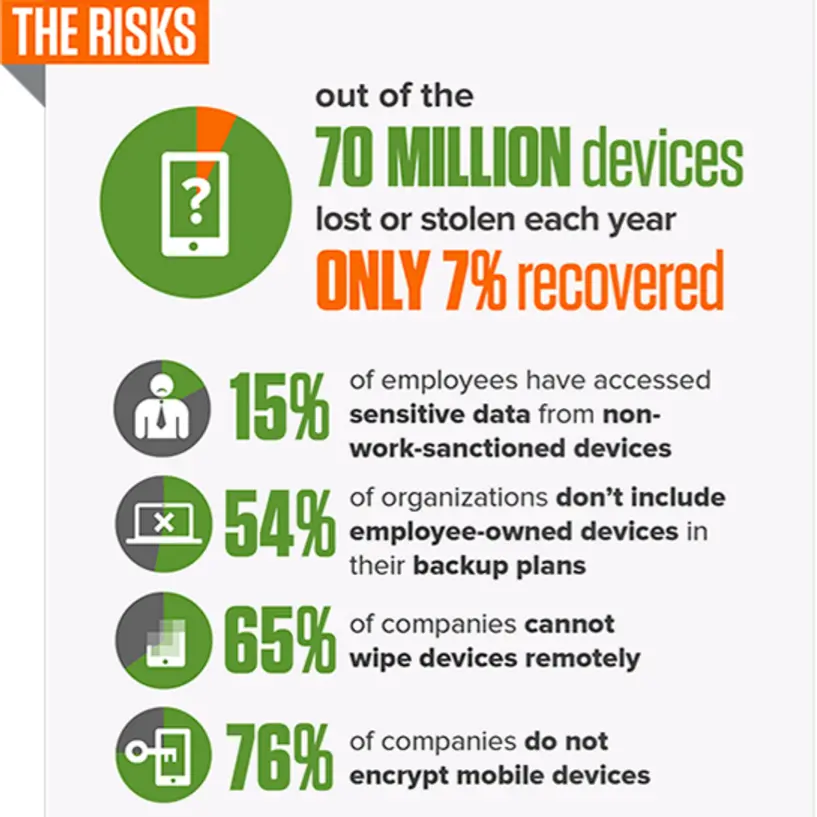 THE RISKS
out of the
70 MILLION devices
lost or stolen each year
ONLY 7% recovered
?
15%
of employees have accessed
sensitive data from non-
work-sanctioned devices
54%
of organizations don't include
employee-owned devices in
their backup plans
65%
of companies cannot
wipe devices remotely
76%
of companies do not
encrypt mobile devices